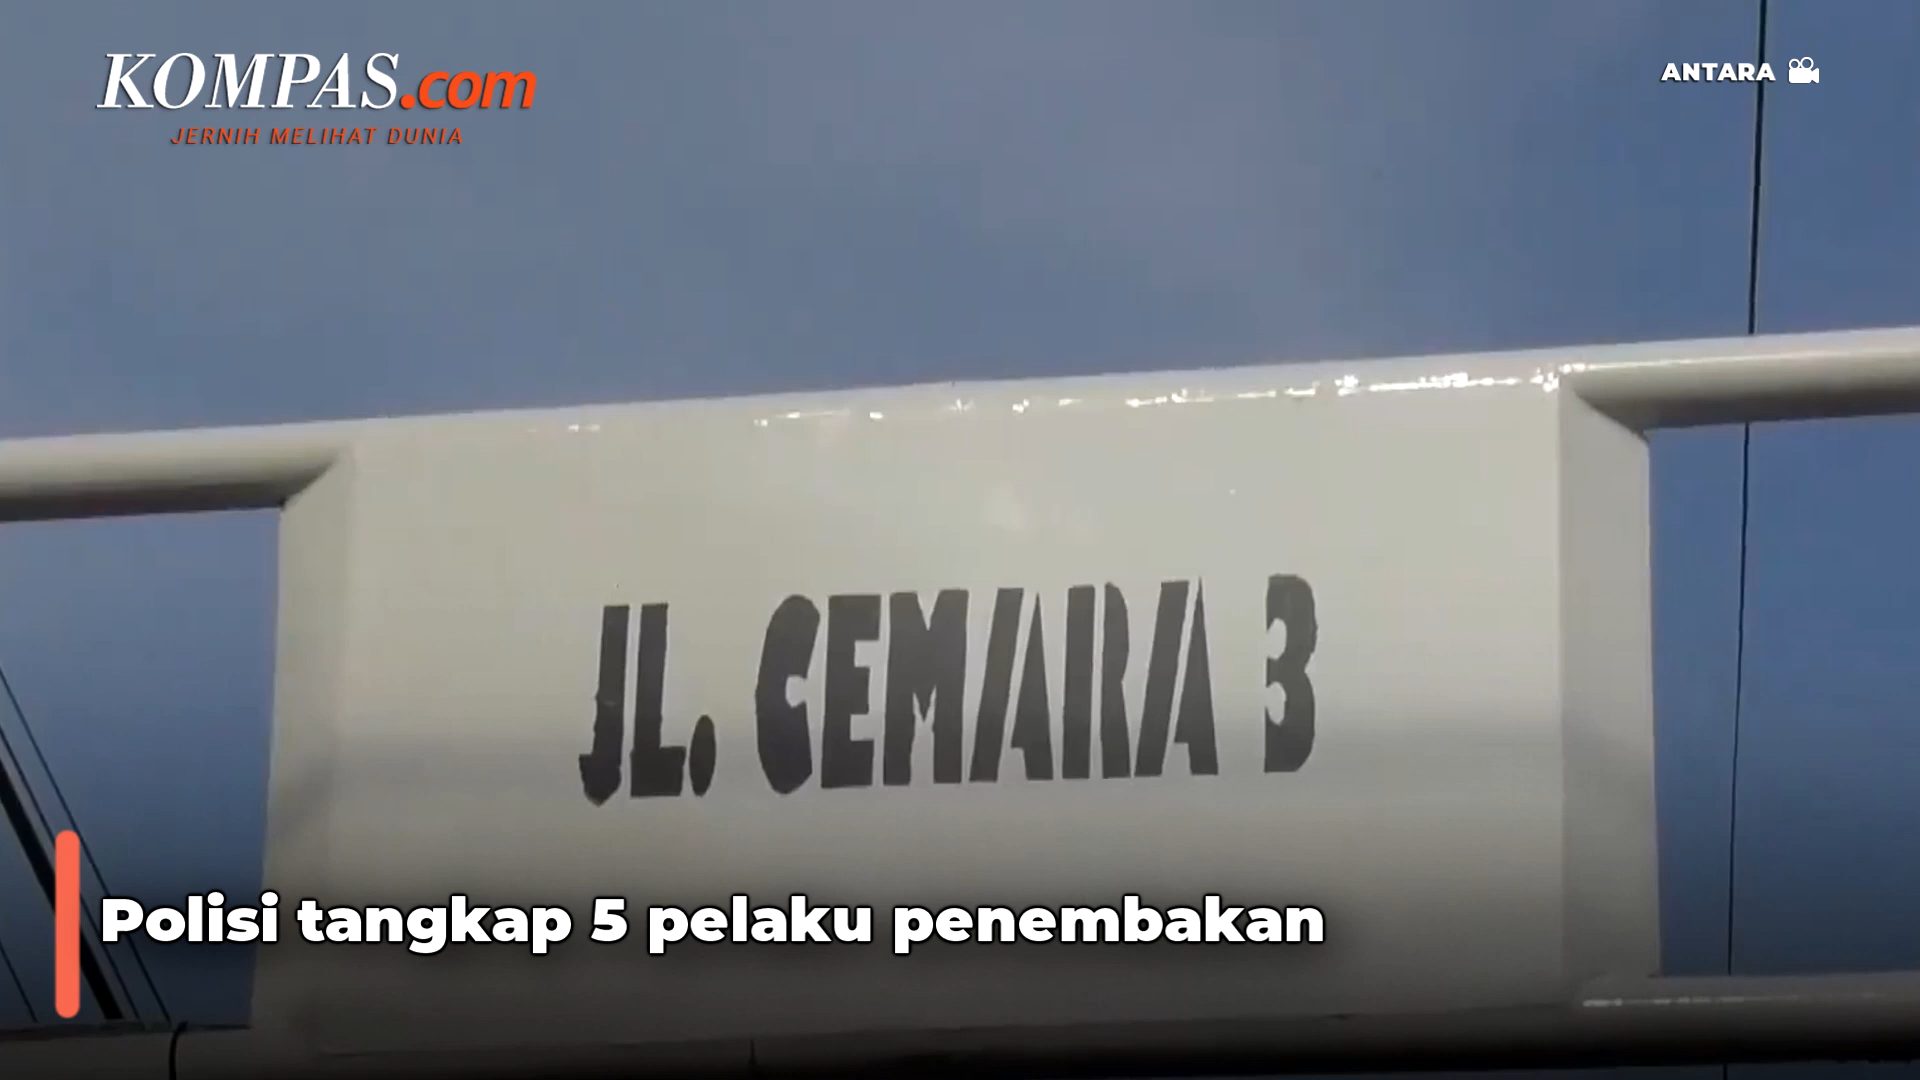 KOMPAS.com
JERNIH MELIHAT DUNIA
ANTARA
JL. CEMARA 3
Polisi tangkap 5 pelaku penembakan